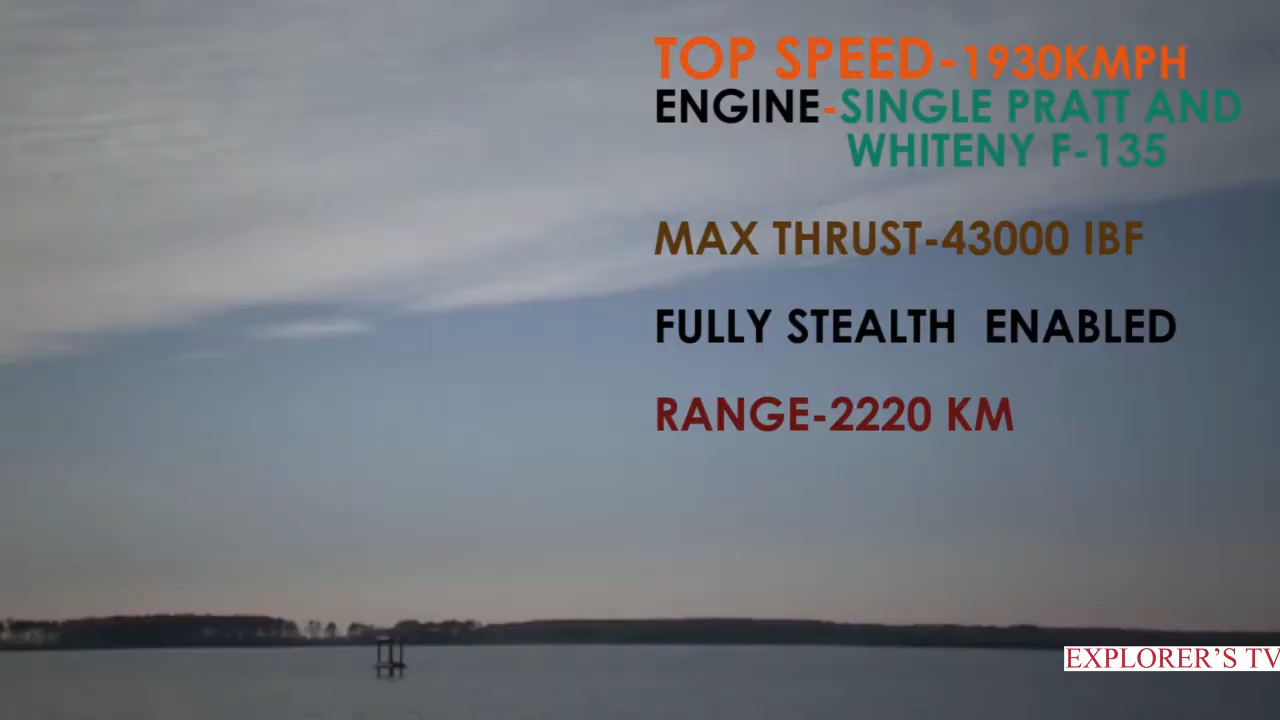 TOP SPEED-1930KMPH
ENGINE-SINGLE PRATT AND
WHITENY F-135
MAX THRUST-43000 IBF
FULLY STEALTH ENABLED
RANGE-2220 KM
EXPLORER'S TV